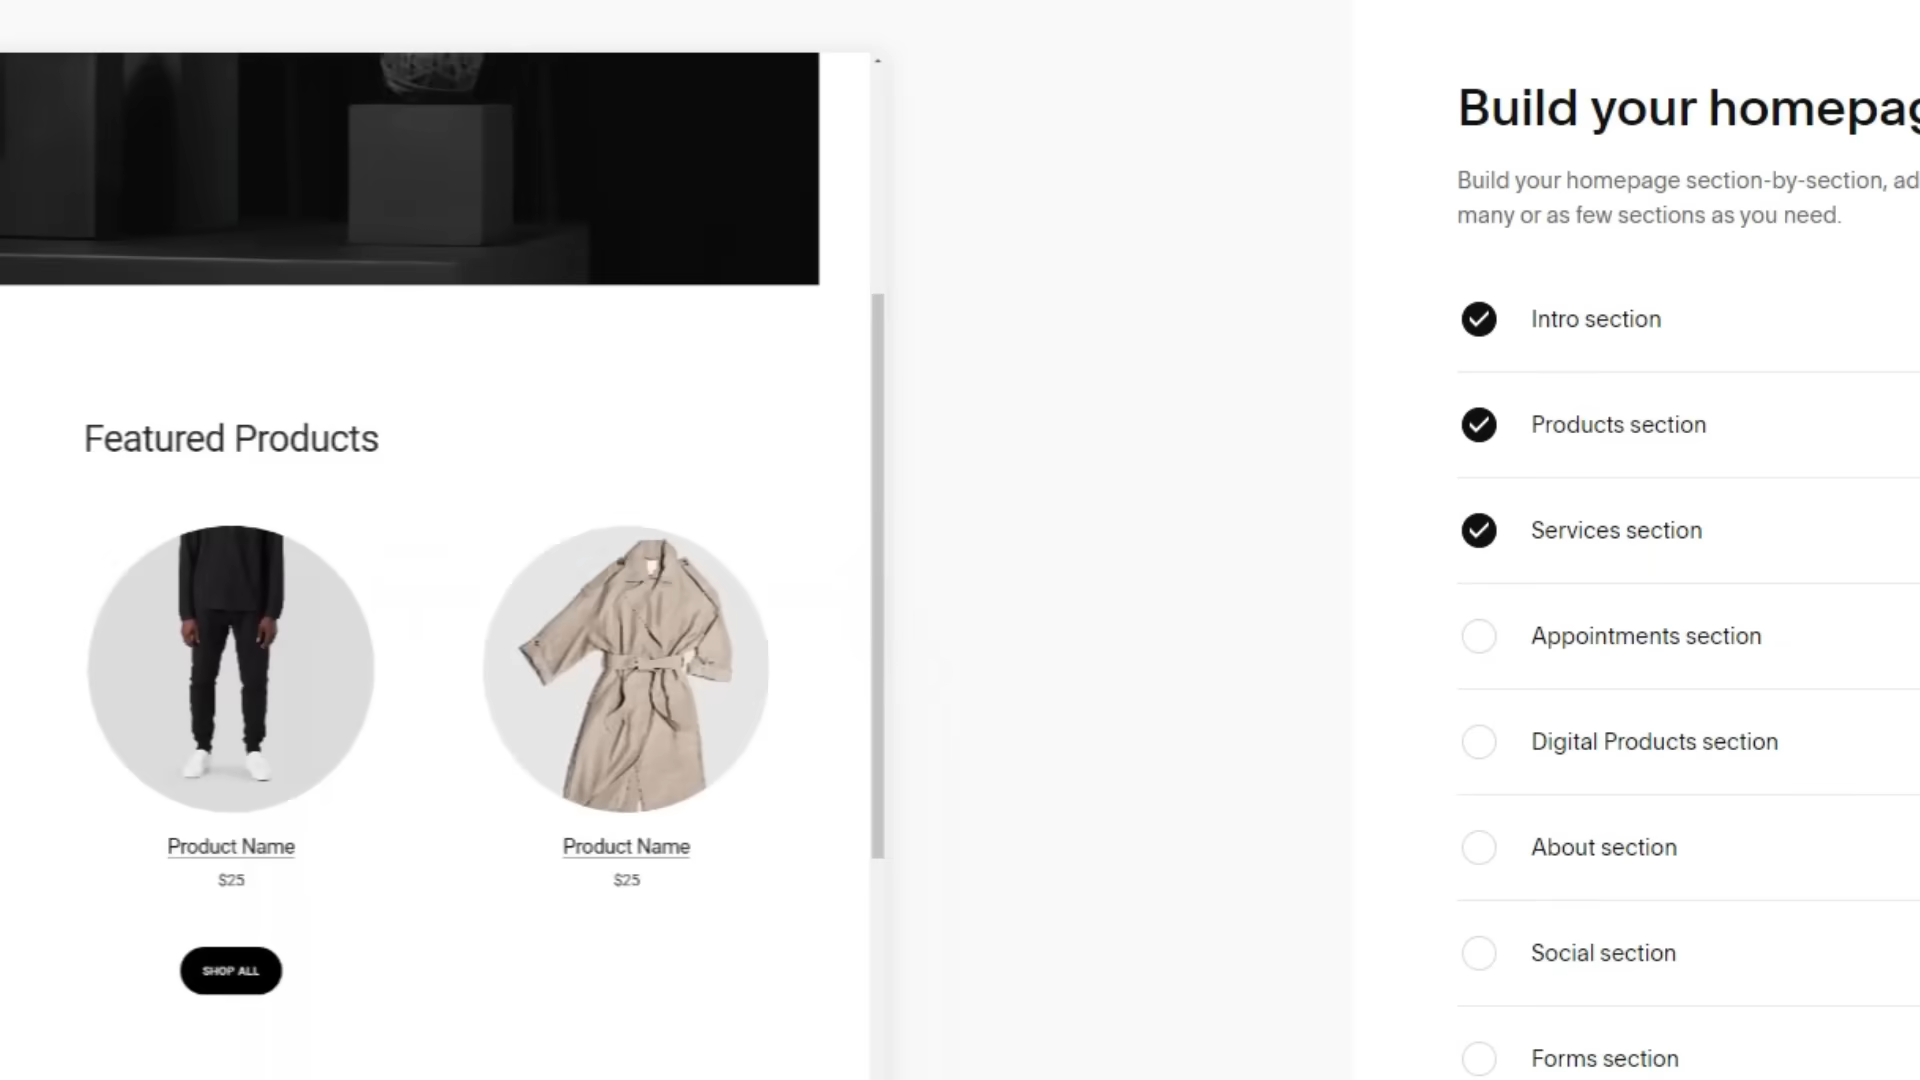 Featured Products
Product Name
$25
Product Name
$25
SHOP ALL
Build your homepag
Build your homepage section-by-section, ad
many or as few sections as you need.
Intro section
Products section
Services section
Appointments section
Digital Products section
About section
Social section
Forms section